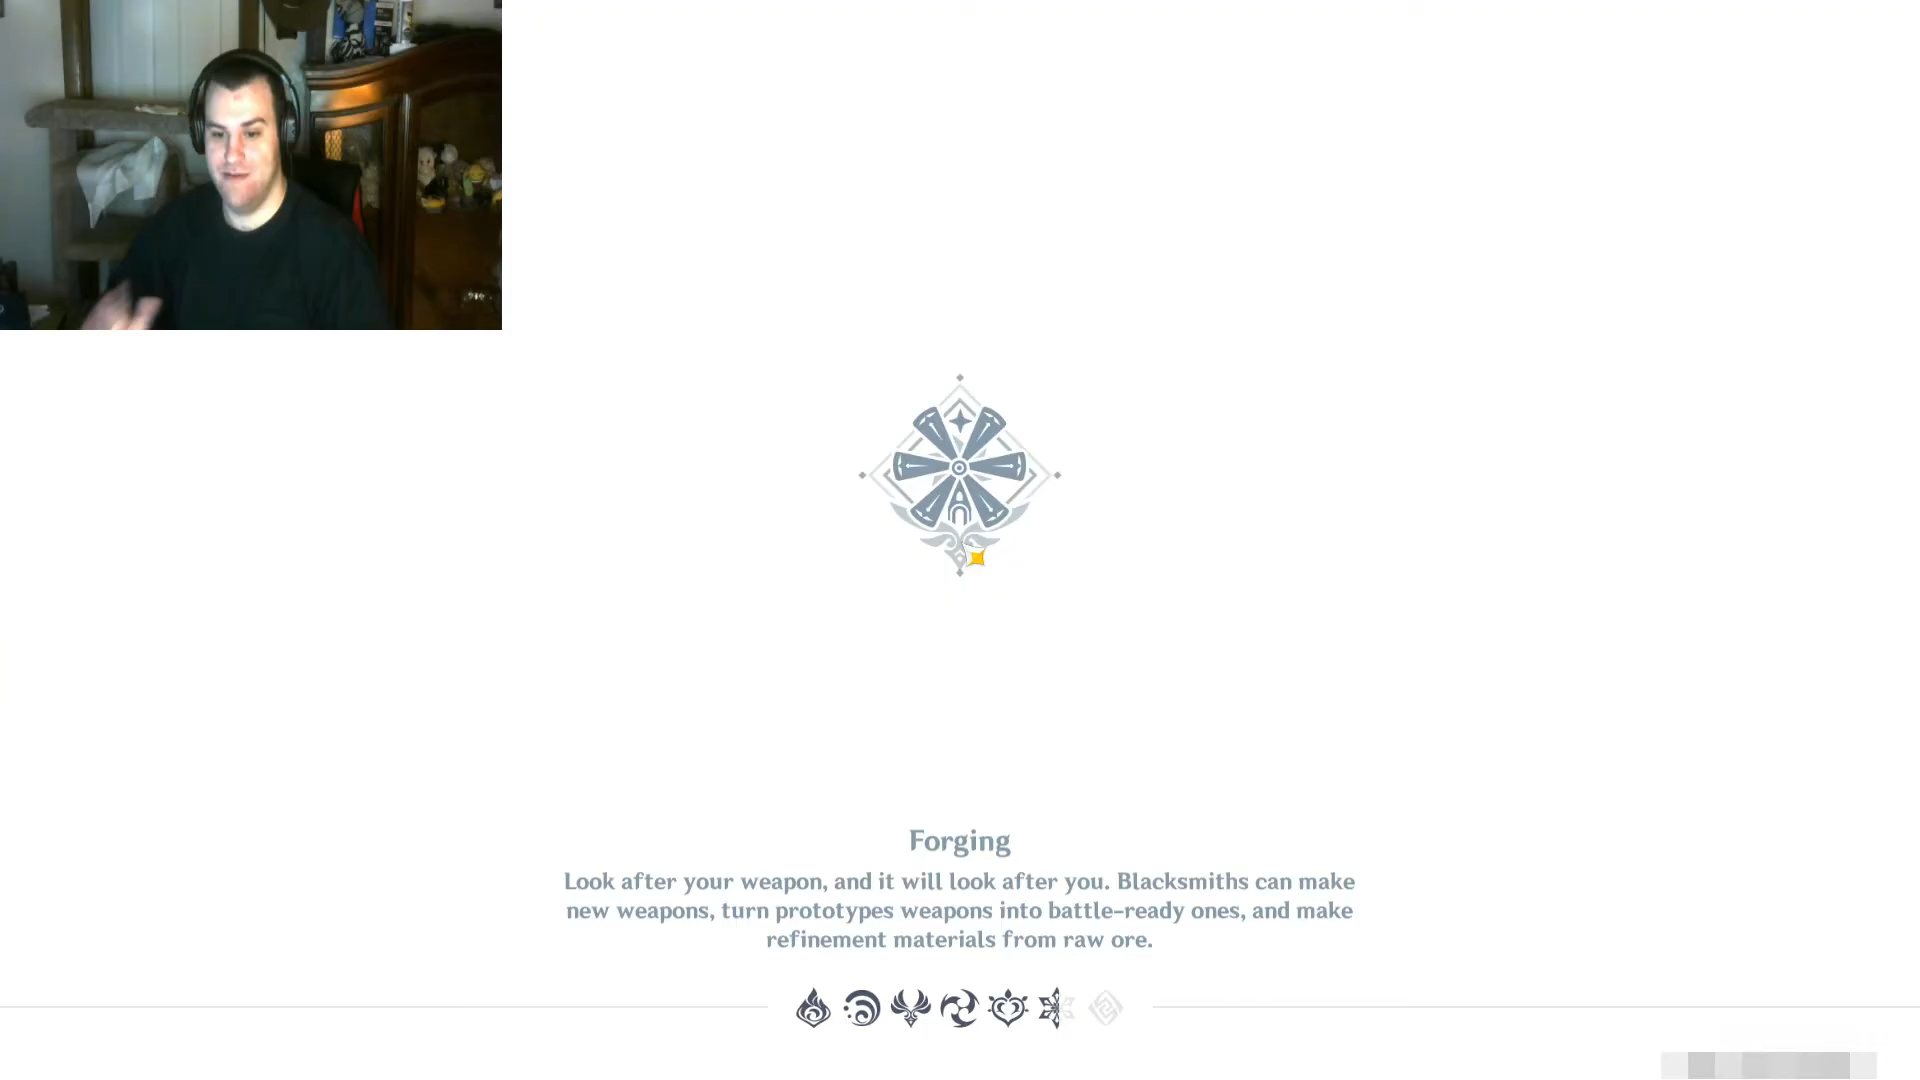 Forging
Look after your weapon, and it will look after you. Blacksmiths can make
new weapons, turn prototypes weapons into battle-ready ones, and make
refinement materials from raw ore.